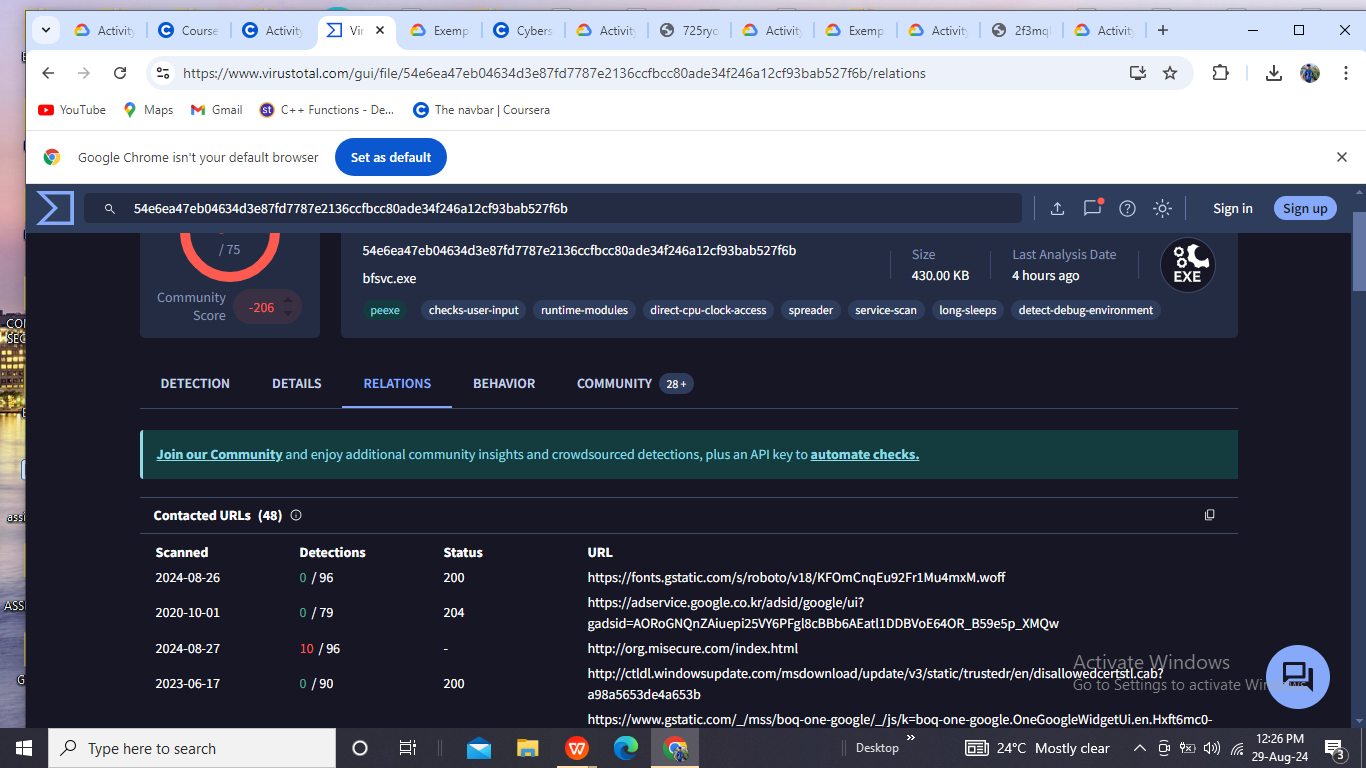 Activity
Course
Activity
Vir
Exemp
Cybers
Activity
725ryc
Activity
Exemp
Activity
2f3mq
Activity
https://www.virustotal.com/gui/file/54e6ea47eb04634d3e87fd7787e2136ccfbcc80ade34f246a12cf93bab527f6b/relations
YouTube
Maps
Gmail
C++ Functions - De...
The navbar | Coursera
Google Chrome isn't your default browser
Set as default
54e6ea47eb04634d3e87fd7787e2136ccfbcc80ade34f246a12cf93bab527f6b
Sign in
Sign up
/ 75
Community Score
-206
54e6ea47eb04634d3e87fd7787e2136ccfbcc80ade34f246a12cf93bab527f6b
bfsvc.exe
Size
430.00 KB
Last Analysis Date
4 hours ago
EXE
peexe
checks-user-input
runtime-modules
direct-cpu-clock-access
spreader
service-scan
long-sleeps
detect-debug-environment
DETECTION
DETAILS
RELATIONS
BEHAVIOR
COMMUNITY 28+
Join our Community and enjoy additional community insights and crowdsourced detections, plus an API key to automate checks.
Contacted URLs (48)
Scanned Detections Status URL
2024-08-26 0 / 96 200 https://fonts.gstatic.com/s/roboto/v18/KFOmCnqEu92Fr1Mu4mxM.woff
2020-10-01 0 / 79 204 https://adservice.google.co.kr/adsid/google/ui?
gadsid=AORoGNQnZAiuepi25VY6PFgl8cBBb6AEatl1DDBVoE64OR_B59e5p_XMQw
2024-08-27 10 / 96 - http://org.misecure.com/index.html
2023-06-17 0 / 90 200 http://ctldl.windowsupdate.com/msdownload/update/v3/static/trustedr/en/disallowedcertstl.cab?
a98a5653de4a653b
https://www.gstatic.com/_/mss/boq-one-google/_/js/k=boq-one-google.OneGoogleWidgetUi.en.Hxft6mc0-
Activate Windows
Go to Settings to activate Win
Type here to search
Desktop
24°C Mostly clear
12:26 PM
29-Aug-24
3